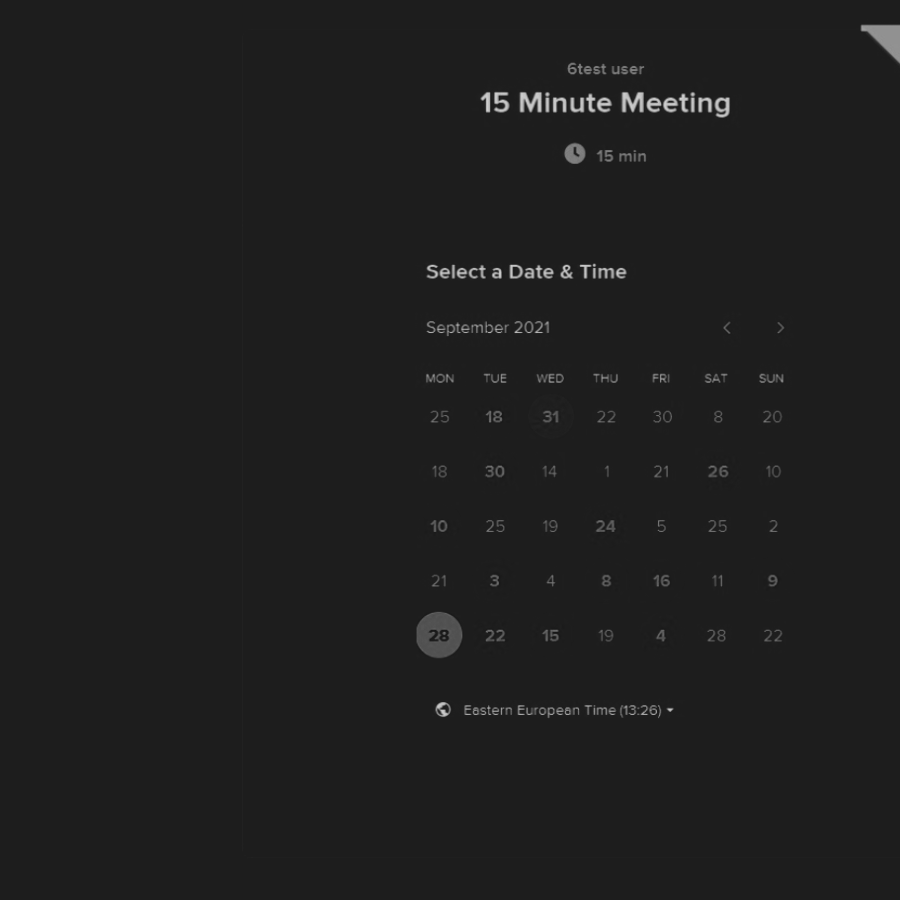 6test user
15 Minute Meeting
15 min
Select a Date & Time
September 2021
MON TUE WED THU FRI SAT SUN
25 18 31 22 30 8 20
18 30 14 1 21 26 10
10 25 19 24 5 25 2
21 3 4 8 16 11 9
28 22 15 19 4 28 22
Eastern European Time (13:26)